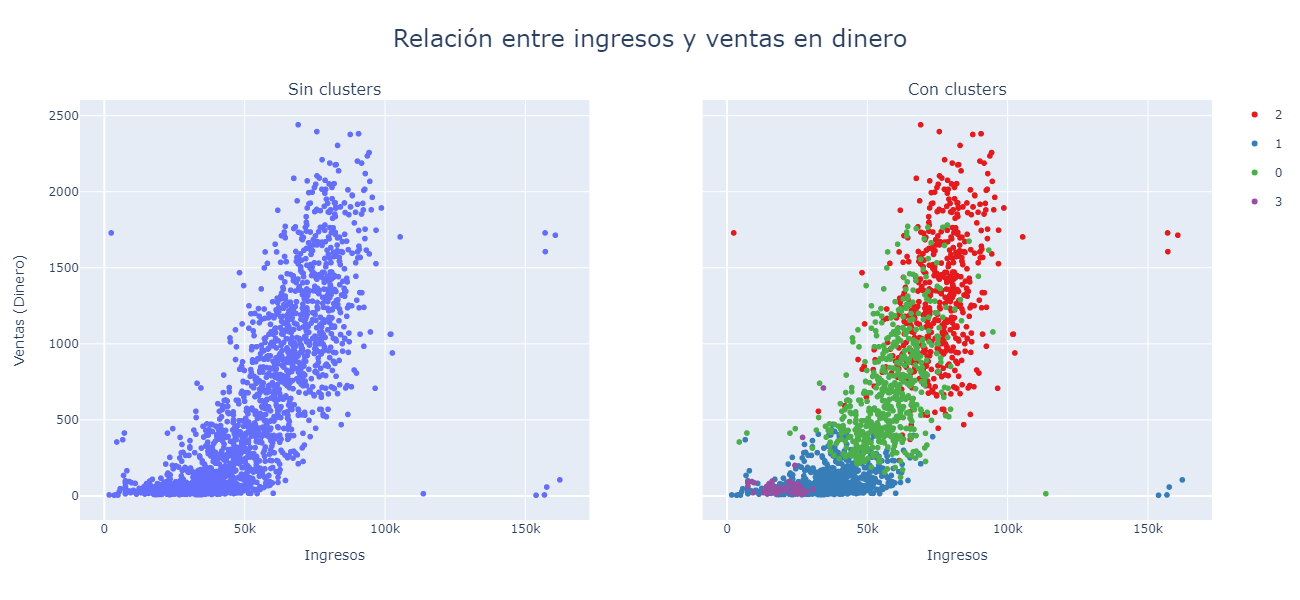 Relación entre ingresos y ventas en dinero
Sin clusters
Con clusters
2500
2000
1500
1000
500
0
Ventas (Dinero)
0
50k
100k
150k
Ingresos
0
50k
100k
150k
Ingresos
2
1
0
3